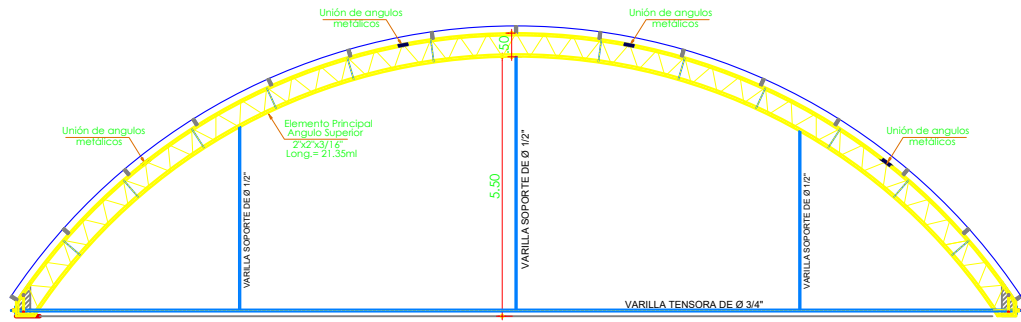 Unión de angulos
metálicos
Unión de angulos
metálicos
.50
Unión de angulos
metálicos
Elemento Principal
Angulo Superior
2"x2"x3/16"
Long.= 21.35ml
Unión de angulos
metálicos
VARILLA SOPORTE DE Ø 1/2"
5.50
VARILLA SOPORTE DE Ø 1/2"
VARILLA SOPORTE DE Ø 1/2"
VARILLA TENSORA DE Ø 3/4"